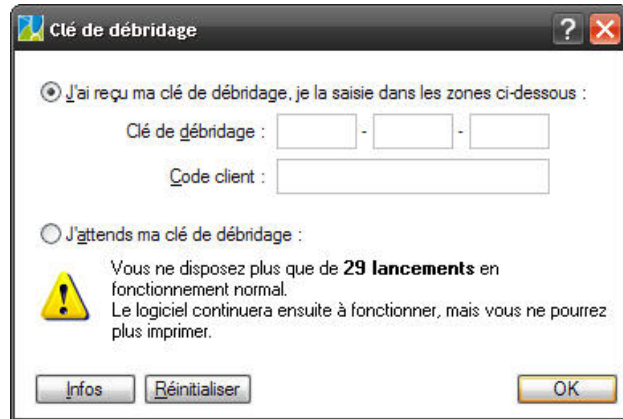 Clé de débridage
J'ai reçu ma clé de débridage, je la saisie dans les zones ci-dessous :
Clé de débridage : - -
Code client :
J'attends ma clé de débridage :
Vous ne disposez plus que de 29 lancements en
fonctionnement normal.
Le logiciel continuera ensuite à fonctionner, mais vous ne pourrez
plus imprimer.
Infos Réinitialiser OK